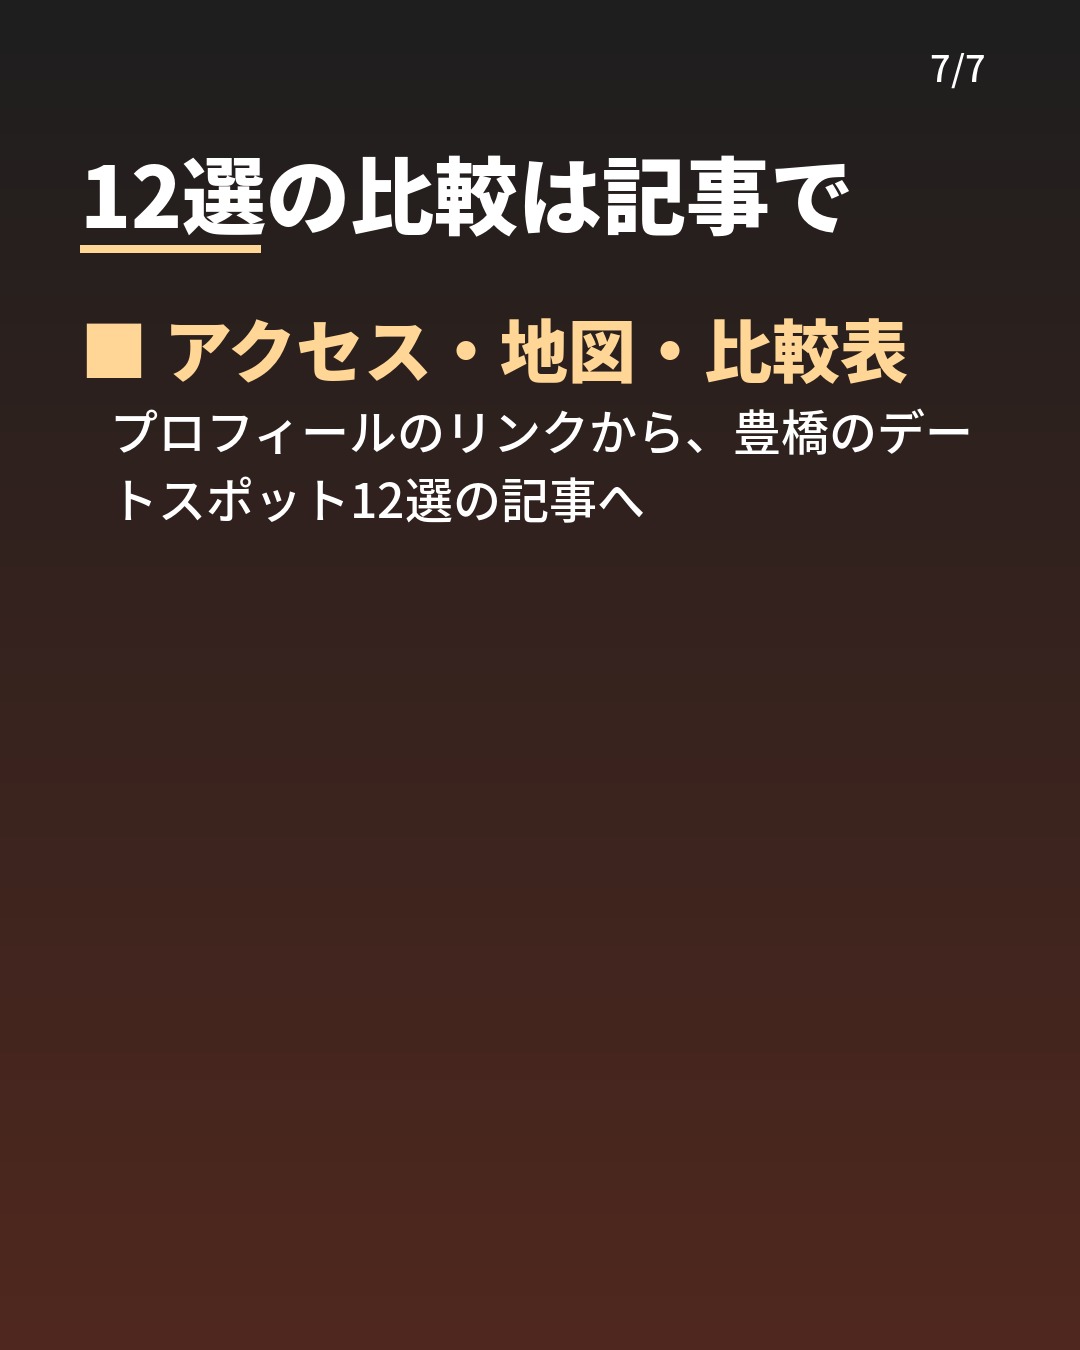 7/7
12選の比較は記事で
■ アクセス・地図・比較表
プロフィールのリンクから、豊橋のデー
トスポット12選の記事へ